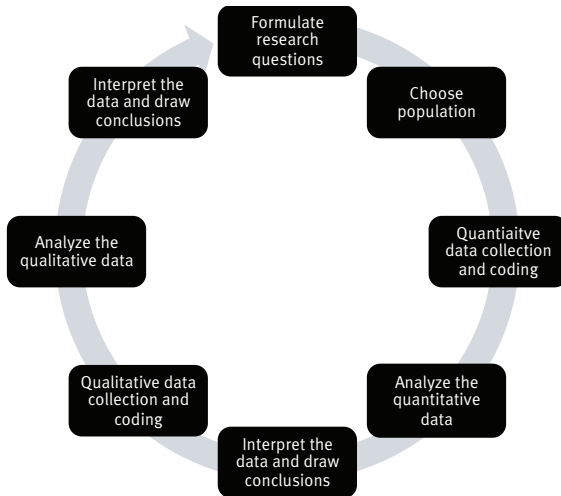 Formulate
research
questions
Choose
population
Quantiaitve
data collection
and coding
Analyze the
quantitative
data
Interpret the
data and draw
conclusions
Qualitative data
collection and
coding
Analyze the
qualitative data
Interpret the
data and draw
conclusions